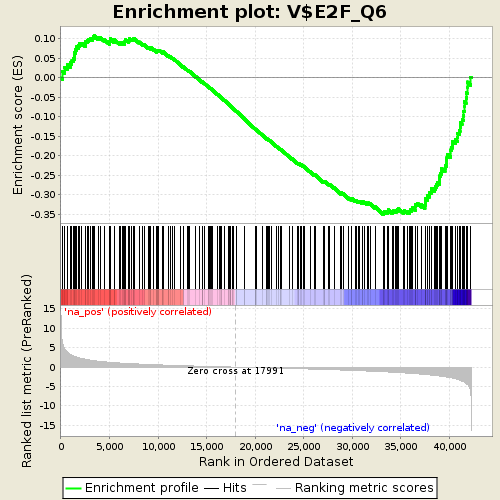 Enrichment plot: V$E2F_Q6
Enrichment score (ES)
0.10
0.05
0.00
-0.05
-0.10
-0.15
-0.20
-0.25
-0.30
-0.35
Ranked list metric (PreRanked)
15
10
5
0
-5
-10
-15
'na_pos' (positively correlated)
Zero cross at 17991
'na_neg' (negatively correlated)
0
5,000
10,000
15,000
20,000
25,000
30,000
35,000
40,000
Rank in Ordered Dataset
Enrichment profile
Hits
Ranking metric scores